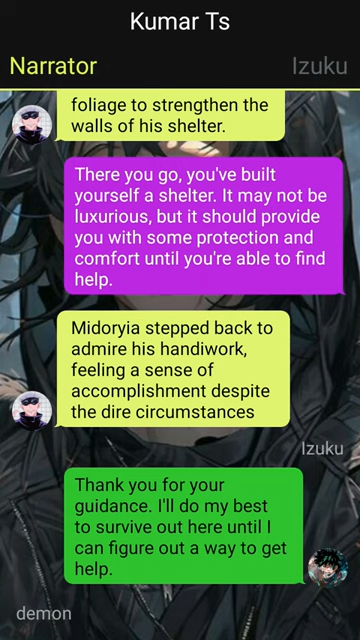 Kumar Ts
Narrator
Izuku
foliage to strengthen the
walls of his shelter.
There you go, you've built
yourself a shelter. It may not be
luxurious, but it should provide
you with some protection and
comfort until you're able to find
help.
Midoryia stepped back to
admire his handiwork,
feeling a sense of
accomplishment despite
the dire circumstances
Izuku
Thank you for your
guidance. I'll do my best
to survive out here until I
can figure out a way to get
help.
demon